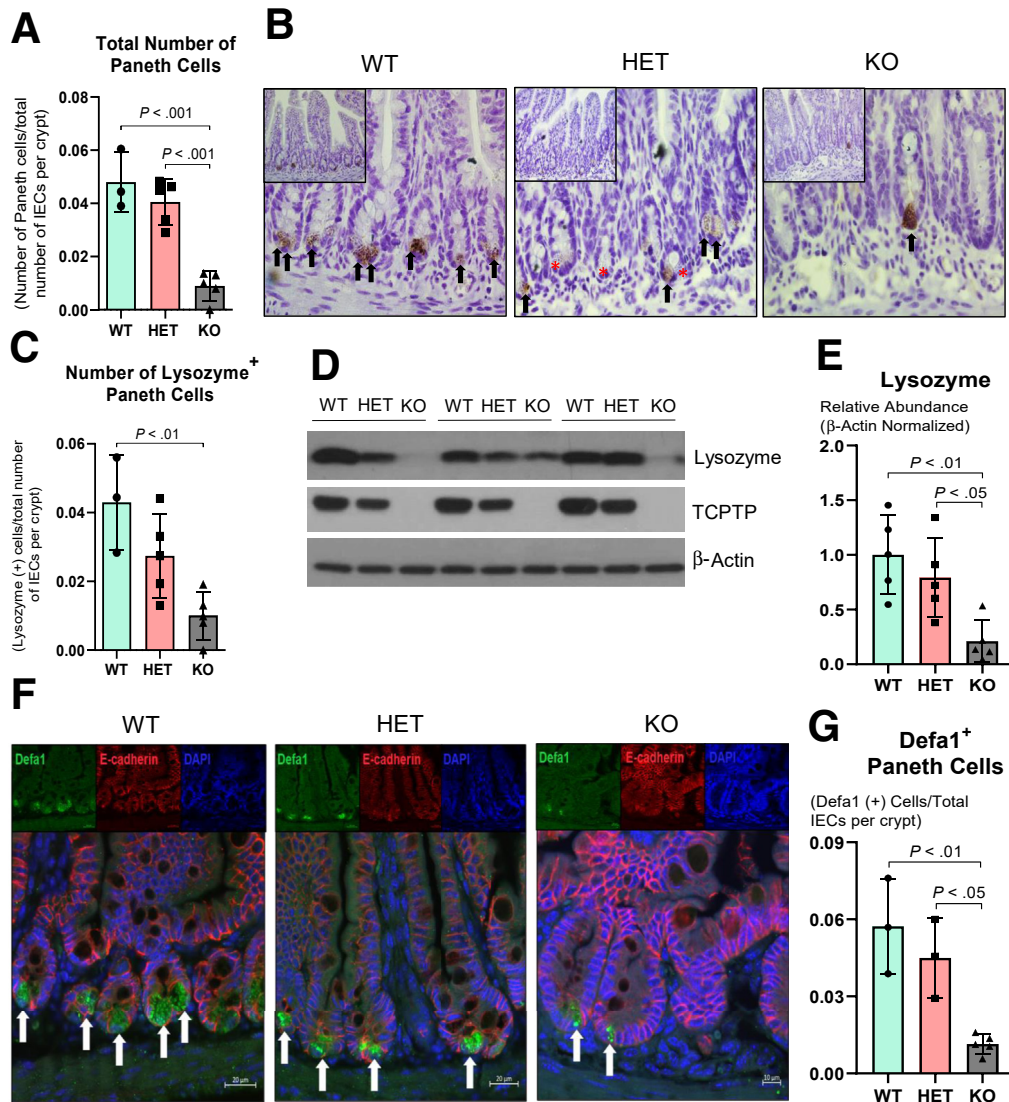 A
Total Number of
Paneth Cells
(Number of Paneth cells/total
number of IECs per crypt)
0.08
0.06
0.04
0.02
0.00
P < .001
P < .001
WT HET KO
B
WT HET KO
*
*
*
C
Number of Lysozyme+
Paneth Cells
(Lysozyme (+) cells/total number
of IECs per crypt)
0.06
0.04
0.02
0.00
P < .01
WT HET KO
D
WT HET KO WT HET KO WT HET KO
Lysozyme
TCPTP
β-Actin
E
Lysozyme
Relative Abundance
(β-Actin Normalized)
2.0
1.5
1.0
0.5
0.0
P < .01
P < .05
WT HET KO
F
WT HET KO
Defa1 E-cadherin DAPI
Defa1 E-cadherin DAPI
Defa1 E-cadherin DAPI
20 µm
20 µm
10 µm
G
Defa1+
Paneth Cells
(Defa1 (+) Cells/Total
IECs per crypt)
0.09
0.06
0.03
0.00
P < .01
P < .05
WT HET KO